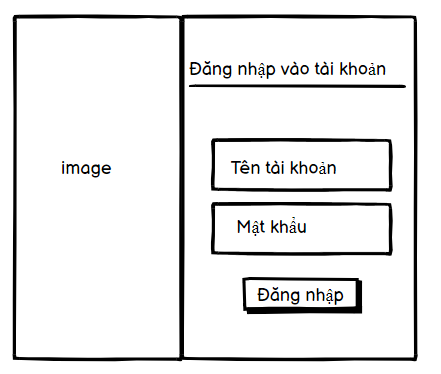 image
Đăng nhập vào tài khoản
Tên tài khoản
Mật khẩu
Đăng nhập